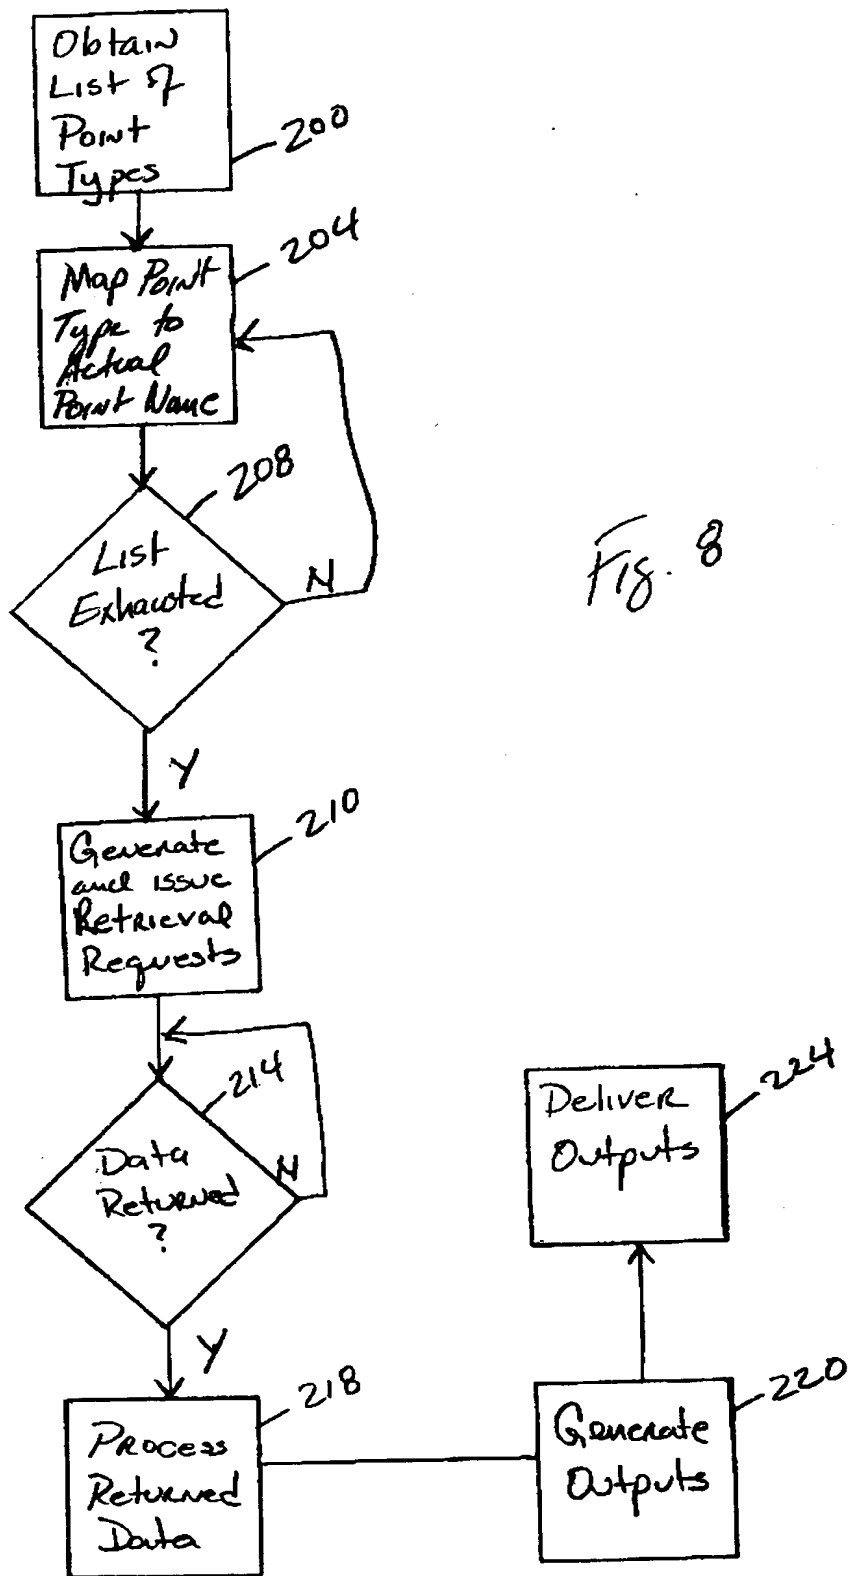 Obtain
List of
Point
Types
200
204
Map Point
Type to
Actual
Point Name
208
List
Exhausted
?
N
Fig. 8
Y
210
Generate
and issue
Retrieval
Requests
214
Data
Returned
?
N
Y
218
Process
Returned
Data
224
Deliver
Outputs
220
Generate
Outputs